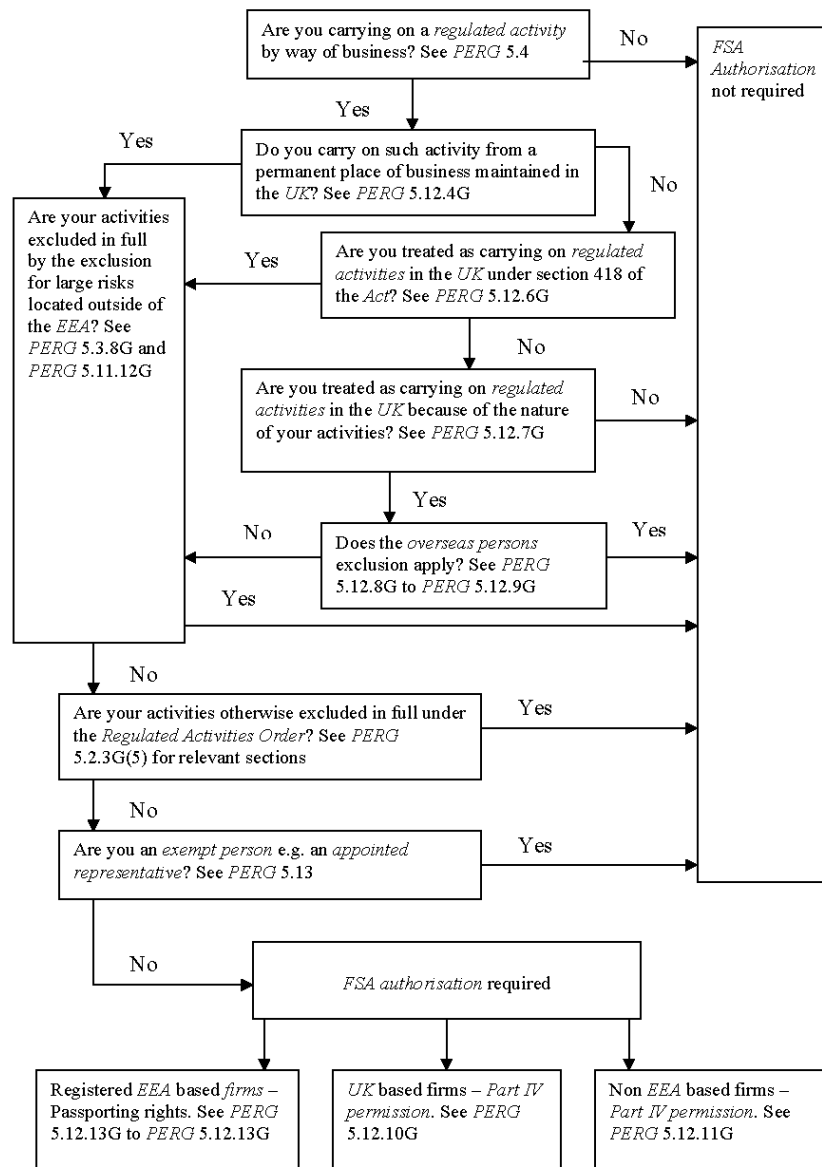 Are you carrying on a regulated activity
by way of business? See PERG 5.4
No
FSA
Authorisation
not required
Yes
Yes
Do you carry on such activity from a
permanent place of business maintained in
the UK? See PERG 5.12.4G
No
Are your activities
excluded in full
by the exclusion
for large risks
located outside of
the EEA? See
PERG 5.3.8G and
PERG 5.11.12G
Yes
Are you treated as carrying on regulated
activities in the UK under section 418 of
the Act? See PERG 5.12.6G
No
Are you treated as carrying on regulated
activities in the UK because of the nature
of your activities? See PERG 5.12.7G
No
Yes
No
Does the overseas persons
exclusion apply? See PERG
5.12.8G to PERG 5.12.9G
Yes
Yes
No
Are your activities otherwise excluded in full under
the Regulated Activities Order? See PERG
5.2.3G(5) for relevant sections
Yes
No
Are you an exempt person e.g. an appointed
representative? See PERG 5.13
Yes
No
FSA authorisation required
Registered EEA based firms –
Passporting rights. See PERG
5.12.13G to PERG 5.12.13G
UK based firms – Part IV
permission. See PERG
5.12.10G
Non EEA based firms –
Part IV permission. See
PERG 5.12.11G